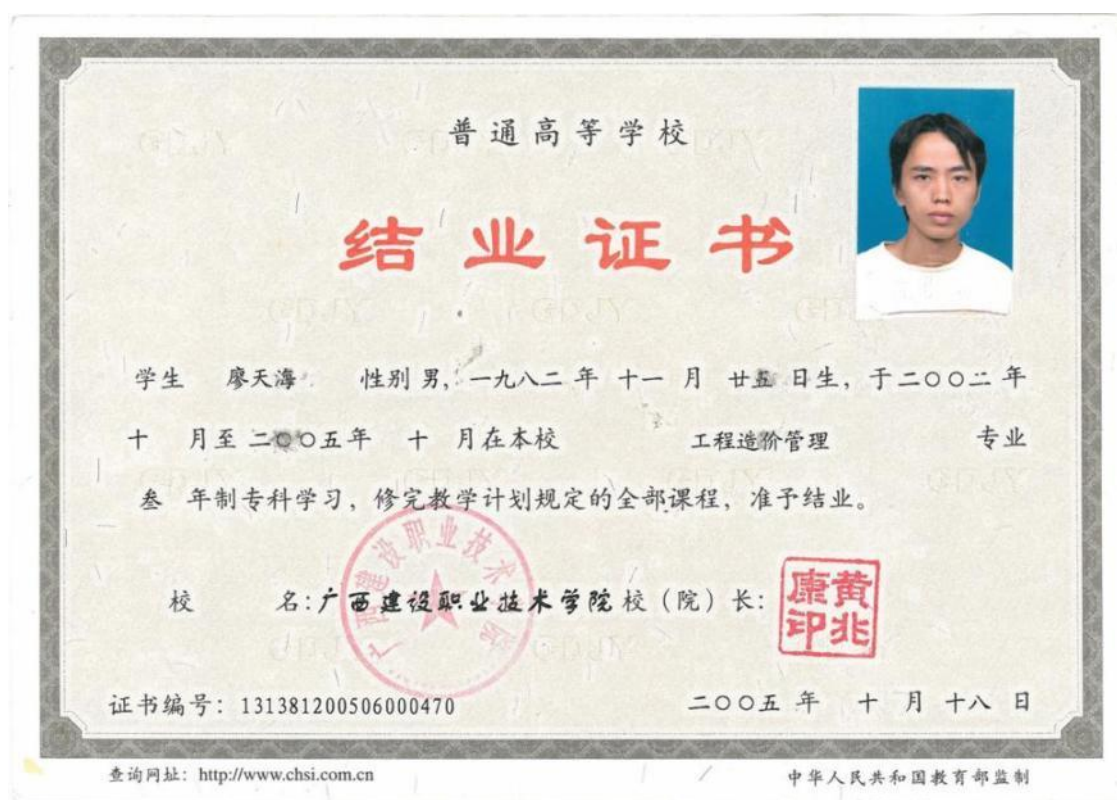 普通高等学校
结业证书
学生 廖天海 性别 男, 一九八二 年 十一 月 廿五 日生, 于二〇〇二 年
十 月至 二〇〇五年 十 月在本校 工程造价管理 专业
叁 年制专科学习, 修完教学计划规定的全部课程, 准予结业。
校 名: 广西建设职业技术学院 校(院)长:
黄兆康印
广西建设职业技术学院
证书编号: 131381200506000470 二〇〇五 年 十 月 十八 日
查询网址: http://www.chsi.com.cn 中华人民共和国教育部监制